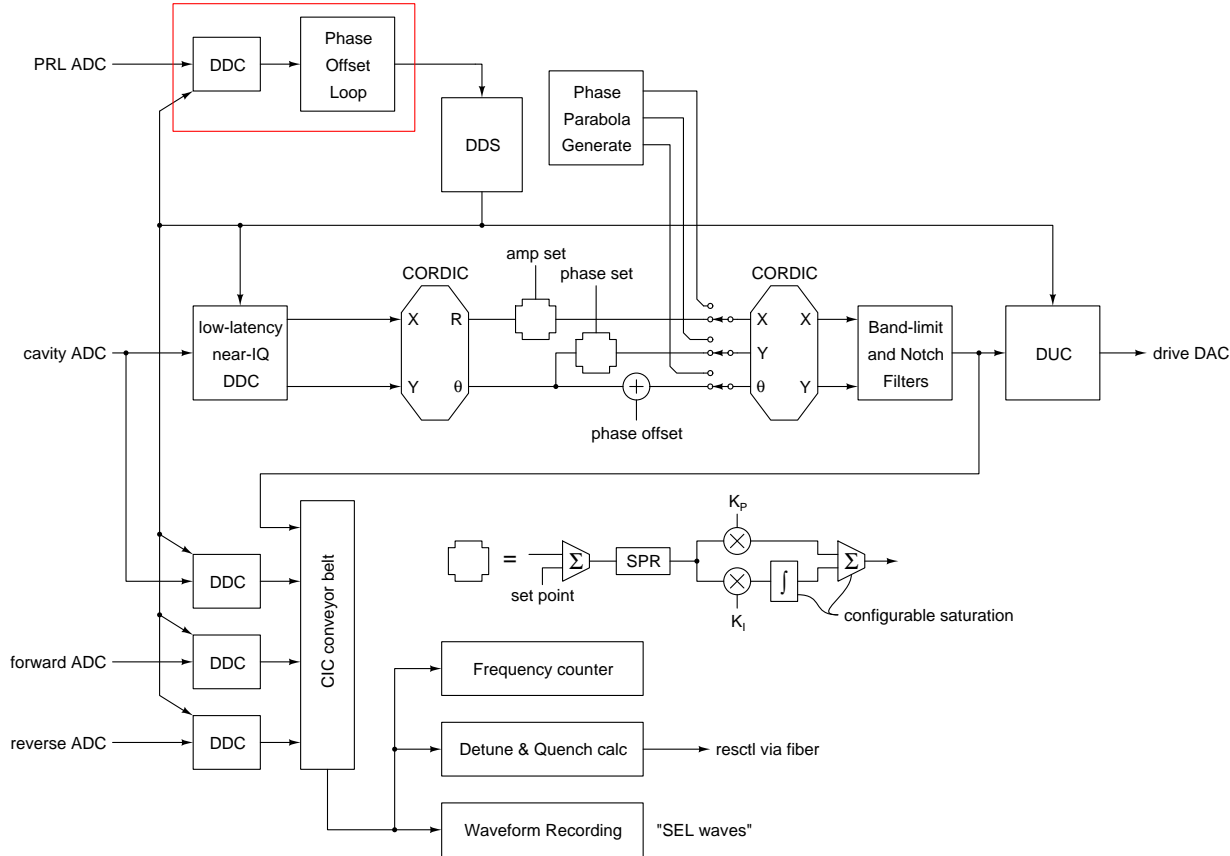 PRL ADC
DDC
Phase
Offset
Loop
DDS
Phase
Parabola
Generate
amp set
phase set
CORDIC
CORDIC
cavity ADC
low-latency
near-IQ
DDC
X
R
Y
θ
+
phase offset
X
X
Y
θ
Y
Band-limit
and Notch
Filters
DUC
drive DAC
DDC
forward ADC
DDC
reverse ADC
DDC
CIC conveyor belt
=
Σ
set point
SPR
K_P
K_I
∫
Σ
configurable saturation
Frequency counter
Detune & Quench calc
resctl via fiber
Waveform Recording
"SEL waves"